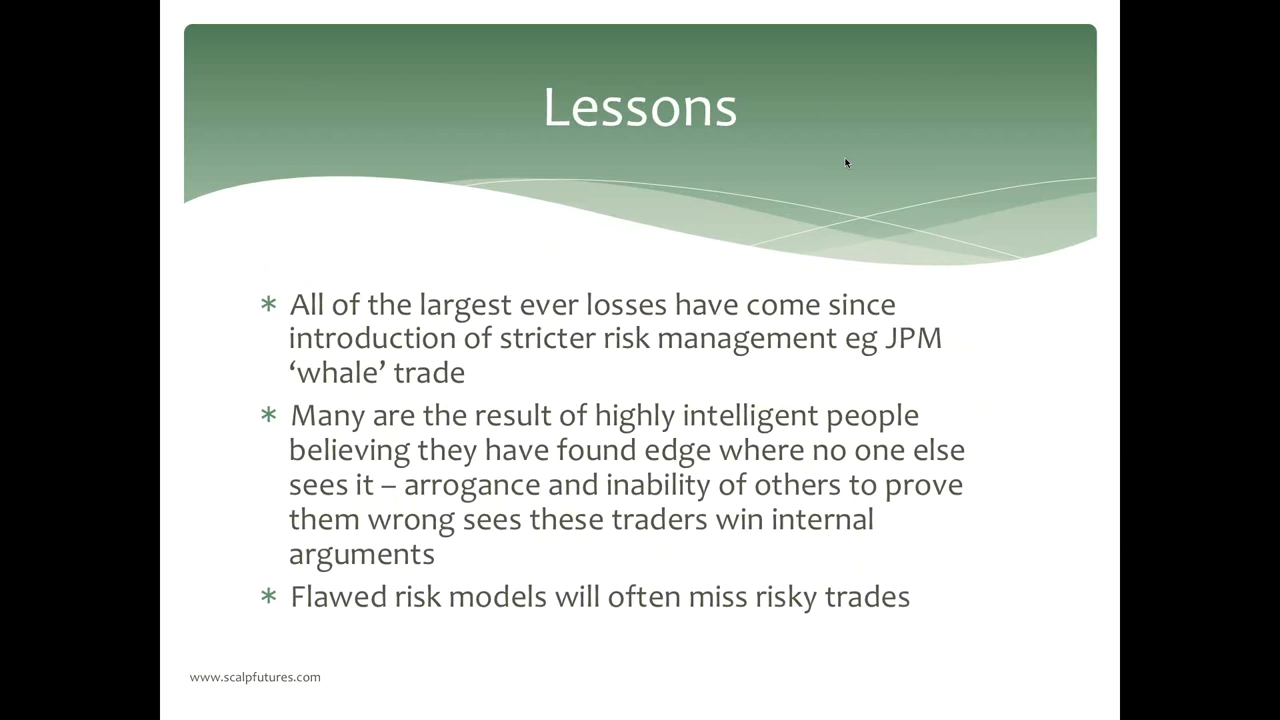 Lessons
* All of the largest ever losses have come since
introduction of stricter risk management eg JPM
‘whale’ trade
* Many are the result of highly intelligent people
believing they have found edge where no one else
sees it – arrogance and inability of others to prove
them wrong sees these traders win internal
arguments
* Flawed risk models will often miss risky trades
www.scalpfutures.com